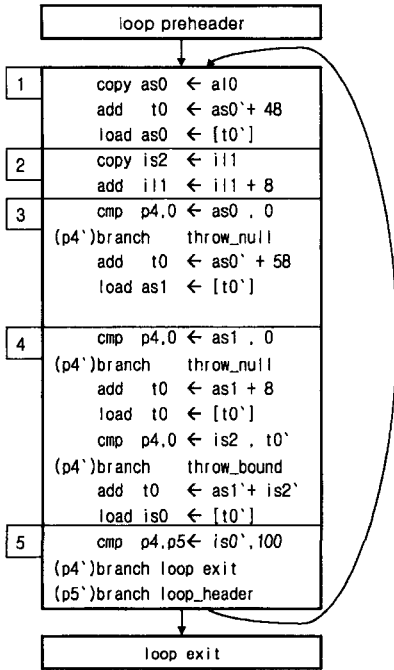 loop preheader
1
copy as0 ← al0
add t0 ← as0`+ 48
load as0 ← [t0`]
2
copy is2 ← il1
add il1 ← il1 + 8
3
cmp p4,0 ← as0 , 0
(p4`)branch throw_null
add t0 ← as0` + 58
load as1 ← [t0`]
4
cmp p4,0 ← as1 , 0
(p4`)branch throw_null
add t0 ← as1 + 8
load t0 ← [t0`]
cmp p4,0 ← is2 , t0`
(p4`)branch throw_bound
add t0 ← as1`+ is2`
load is0 ← [t0`]
5
cmp p4,p5← is0`,100
(p4`)branch loop exit
(p5`)branch loop_header
loop exit